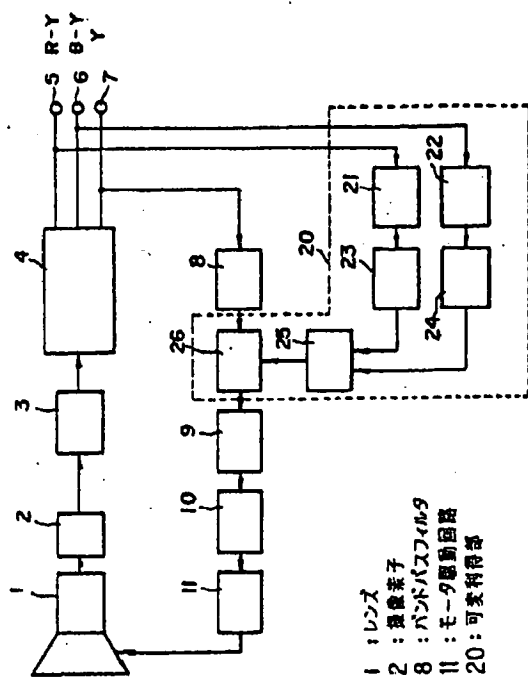 1
2
3
4
5 R-Y
6 B-Y
7 Y
8
20
21
22
23
24
25
26
9
10
11
1 : レンズ
2 : 撮像素子
8 : バンドパスフィルタ
11 : モータ駆動回路
20 : 可変利得部